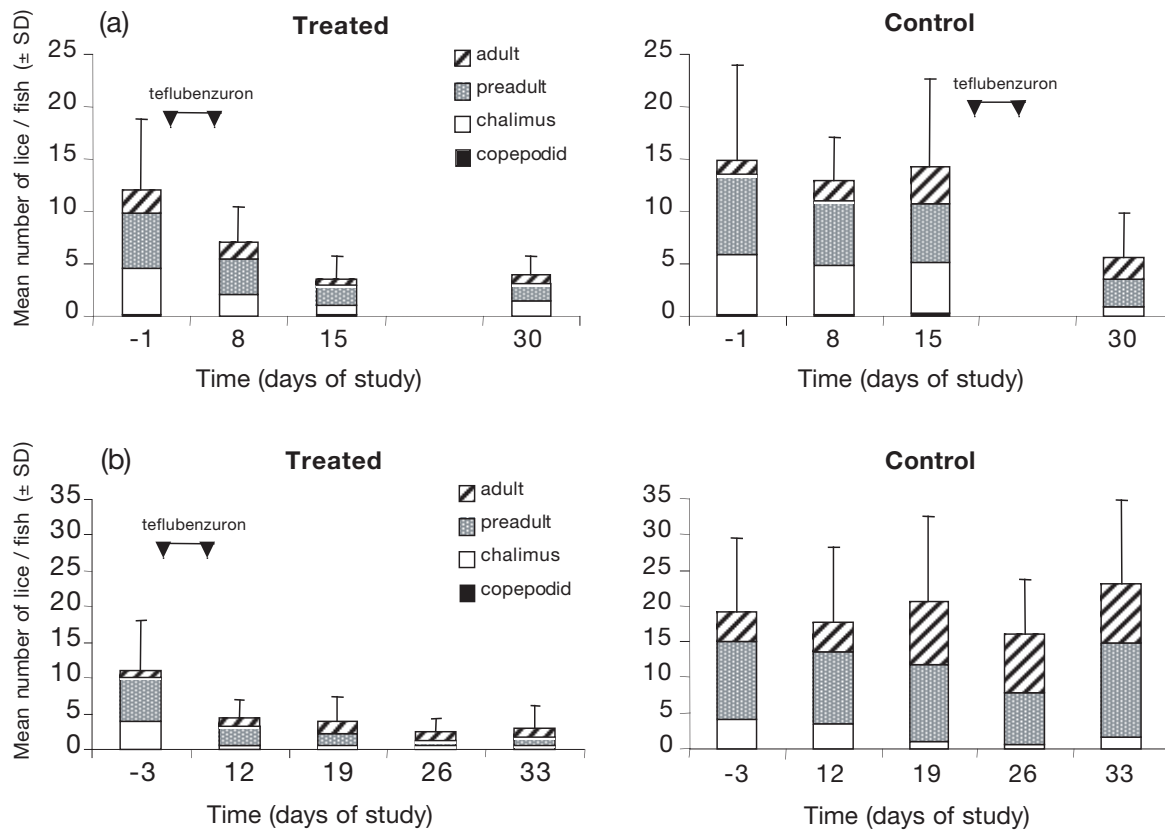 (a)
Treated
Mean number of lice / fish (± SD)
25
20
15
10
5
0
teflubenzuron
adult
preadult
chalimus
copepodid
-1 8 15 30
Time (days of study)
Control
25
20
15
10
5
0
teflubenzuron
-1 8 15 30
Time (days of study)
(b)
Treated
Mean number of lice / fish (± SD)
35
30
25
20
15
10
5
0
teflubenzuron
adult
preadult
chalimus
copepodid
-3 12 19 26 33
Time (days of study)
Control
35
30
25
20
15
10
5
0
-3 12 19 26 33
Time (days of study)